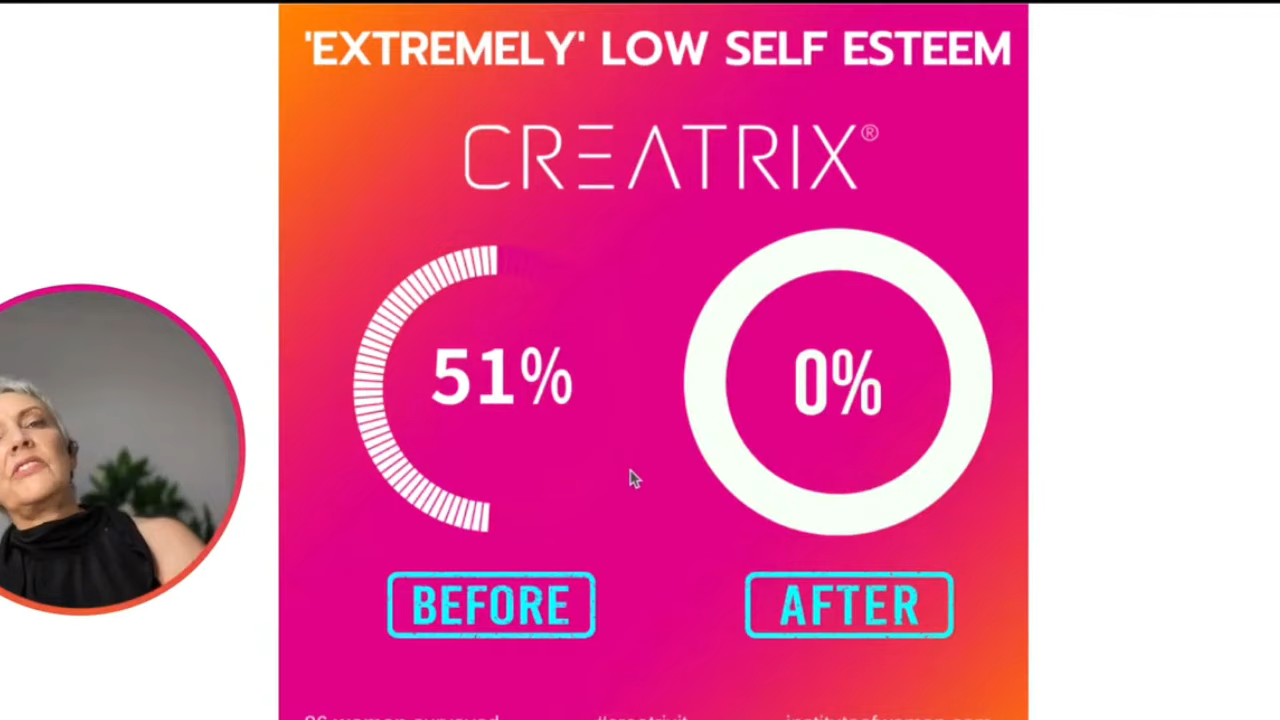 'EXTREMELY' LOW SELF ESTEEM
CREATRIX®
51%
0%
BEFORE
AFTER